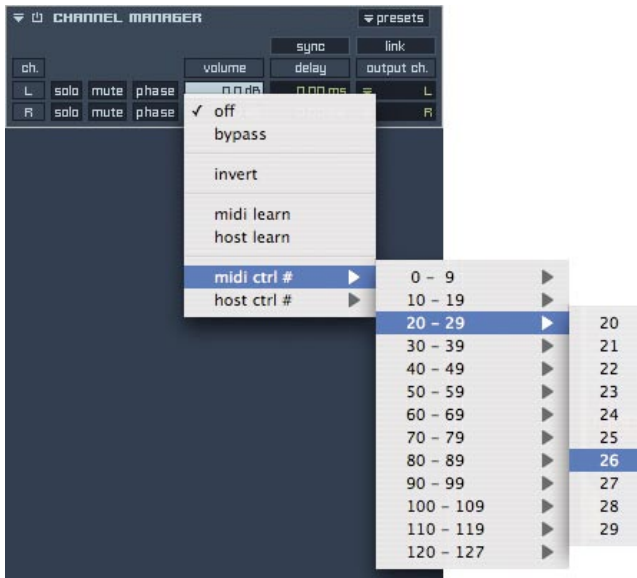 CHANNEL MANAGER presets
sync link
ch. volume delay output ch.
L solo mute phase 0.0 dB 0.00 ms L
R solo mute phase R
✓ off
bypass
invert
midi learn
host learn
midi ctrl #
host ctrl #
0 – 9
10 – 19
20 – 29
30 – 39
40 – 49
50 – 59
60 – 69
70 – 79
80 – 89
90 – 99
100 – 109
110 – 119
120 – 127
20
21
22
23
24
25
26
27
28
29